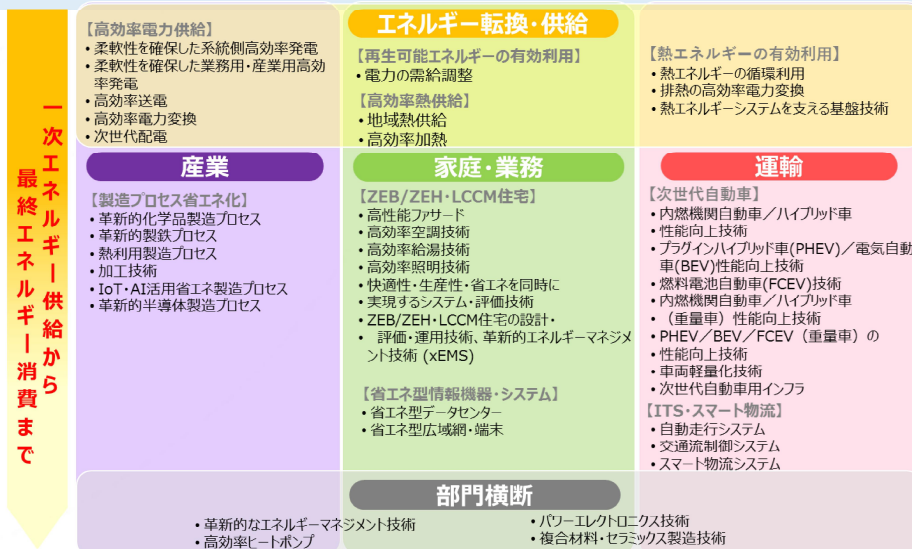 一次エネルギー供給から
最終エネルギー消費まで
エネルギー転換・供給
【高効率電力供給】
・柔軟性を確保した系統側高効率発電
・柔軟性を確保した業務用・産業用高効
率発電
・高効率送電
・高効率電力変換
・次世代配電
【再生可能エネルギーの有効利用】
・電力の需給調整
【高効率熱供給】
・地域熱供給
・高効率加熱
【熱エネルギーの有効利用】
・熱エネルギーの循環利用
・排熱の高効率電力変換
・熱エネルギーシステムを支える基盤技術
産業
【製造プロセス省エネ化】
・革新的化学品製造プロセス
・革新的製鉄プロセス
・熱利用製造プロセス
・加工技術
・IoT・AI活用省エネ製造プロセス
・革新的半導体製造プロセス
家庭・業務
【ZEB/ZEH・LCCM住宅】
・高性能ファサード
・高効率空調技術
・高効率給湯技術
・高効率照明技術
・快適性・生産性・省エネを同時に
・実現するシステム・評価技術
・ZEB/ZEH・LCCM住宅の設計・
・ 評価・運用技術、革新的エネルギーマネジメ
ント技術 (xEMS)
【省エネ型情報機器・システム】
・省エネ型データセンター
・省エネ型広域網・端末
運輸
【次世代自動車】
・内燃機関自動車／ハイブリッド車
・性能向上技術
・プラグインハイブリッド車(PHEV)／電気自動
車(BEV)性能向上技術
・燃料電池自動車(FCEV)技術
・内燃機関自動車／ハイブリッド車
・（重量車）性能向上技術
・PHEV／BEV／FCEV（重量車）の
・性能向上技術
・車両軽量化技術
・次世代自動車用インフラ
【ITS・スマート物流】
・自動走行システム
・交通流制御システム
・スマート物流システム
部門横断
・革新的なエネルギーマネジメント技術
・高効率ヒートポンプ
・パワーエレクトロニクス技術
・複合材料・セラミックス製造技術